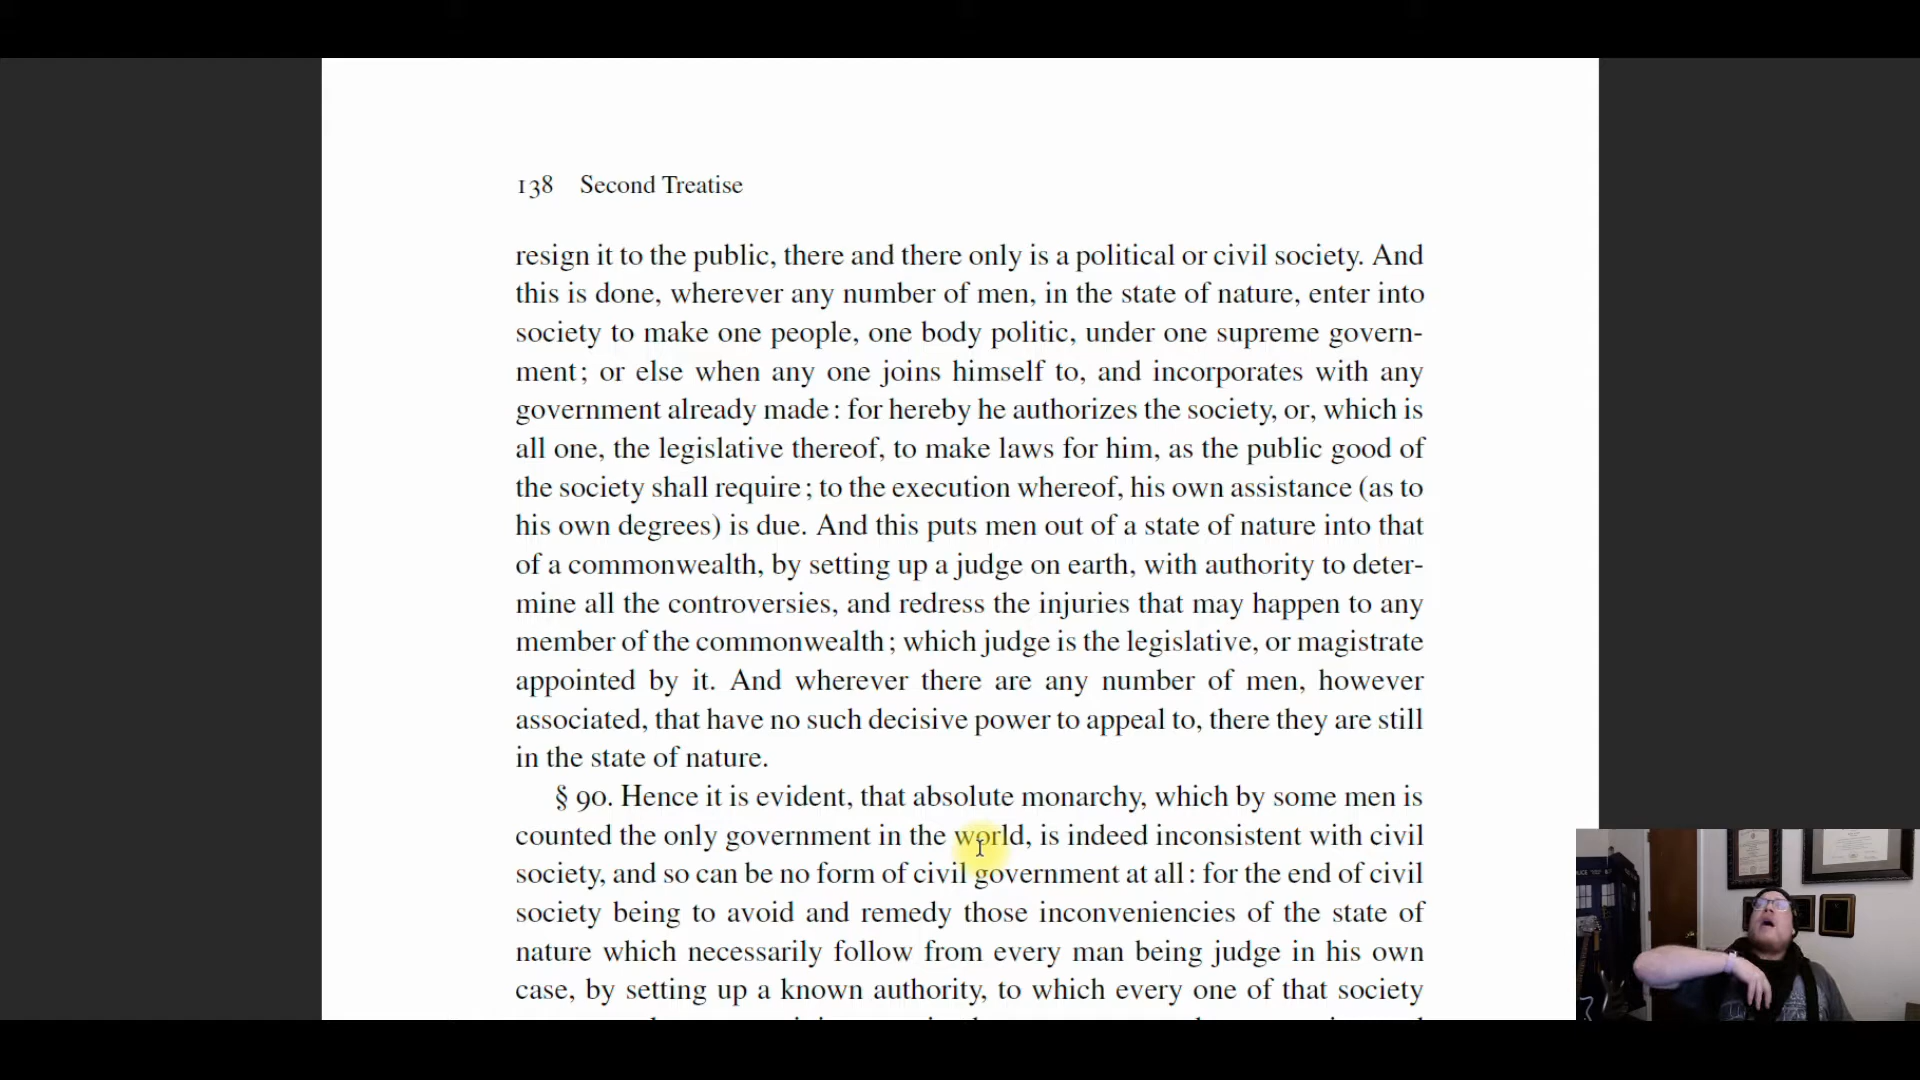 138 Second Treatise
resign it to the public, there and there only is a political or civil society. And
this is done, wherever any number of men, in the state of nature, enter into
society to make one people, one body politic, under one supreme govern-
ment; or else when any one joins himself to, and incorporates with any
government already made: for hereby he authorizes the society, or, which is
all one, the legislative thereof, to make laws for him, as the public good of
the society shall require; to the execution whereof, his own assistance (as to
his own degrees) is due. And this puts men out of a state of nature into that
of a commonwealth, by setting up a judge on earth, with authority to deter-
mine all the controversies, and redress the injuries that may happen to any
member of the commonwealth; which judge is the legislative, or magistrate
appointed by it. And wherever there are any number of men, however
associated, that have no such decisive power to appeal to, there they are still
in the state of nature.
§ 90. Hence it is evident, that absolute monarchy, which by some men is
counted the only government in the world, is indeed inconsistent with civil
society, and so can be no form of civil government at all: for the end of civil
society being to avoid and remedy those inconveniencies of the state of
nature which necessarily follow from every man being judge in his own
case, by setting up a known authority, to which every one of that society